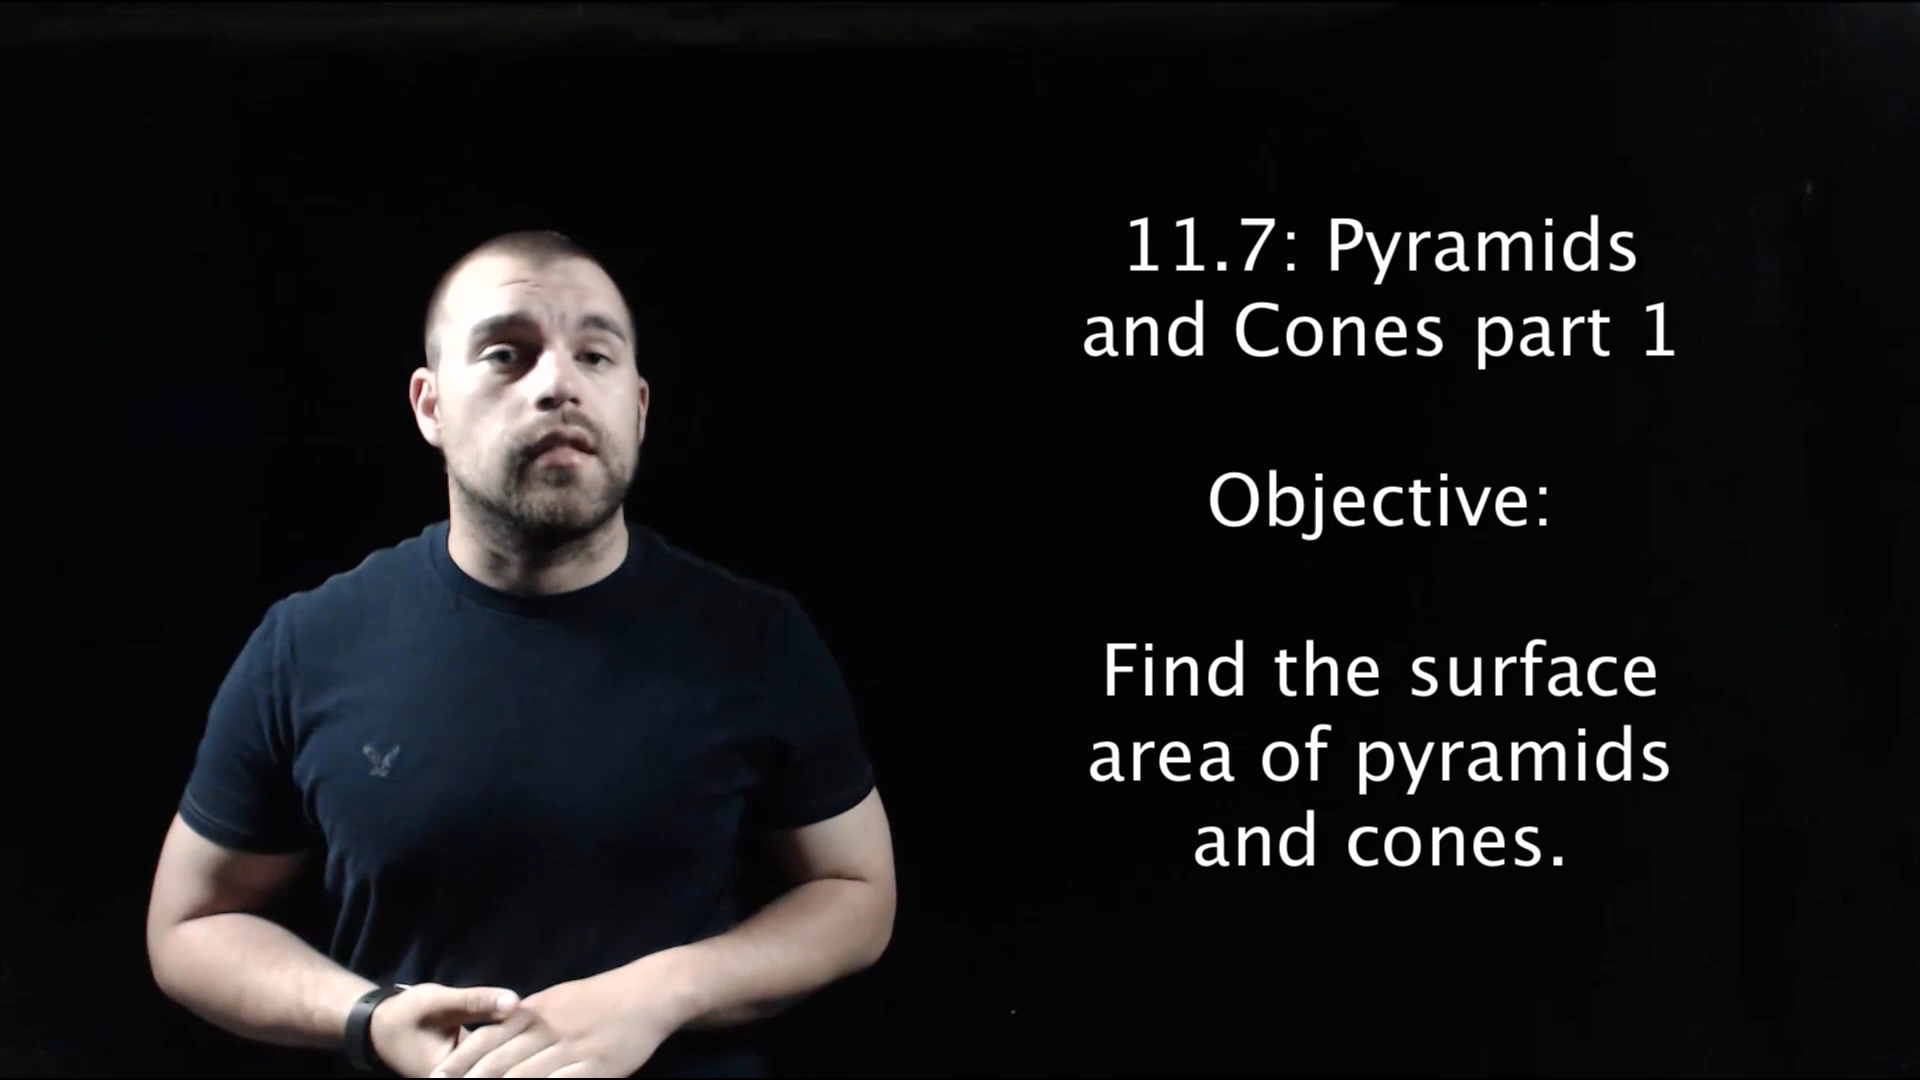 11.7: Pyramids
and Cones part 1
Objective:
Find the surface
area of pyramids
and cones.